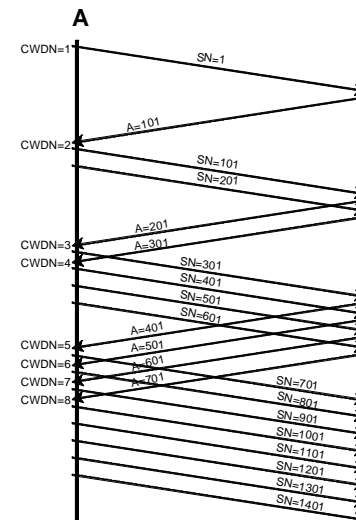 A
CWDN=1
SN=1
A=101
CWDN=2
SN=101
SN=201
A=201
CWDN=3
A=301
CWDN=4
SN=301
SN=401
SN=501
SN=601
A=401
CWDN=5
A=501
CWDN=6
A=601
CWDN=7
A=701
SN=701
CWDN=8
SN=801
SN=901
SN=1001
SN=1101
SN=1201
SN=1301
SN=1401